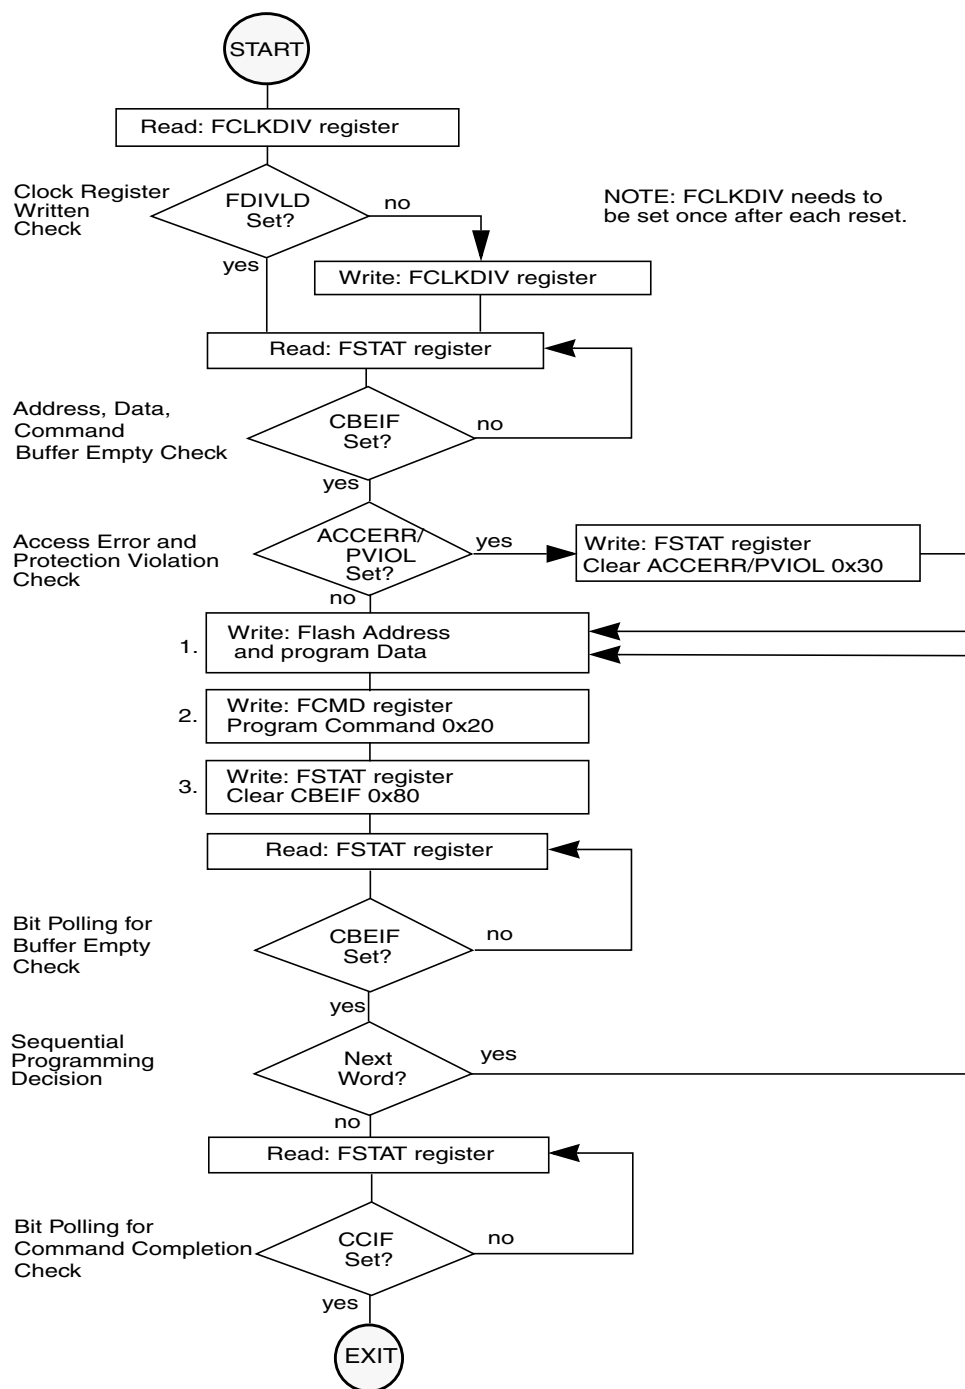 START
Read: FCLKDIV register
Clock Register
Written
Check
FDIVLD
Set?
no
NOTE: FCLKDIV needs to
be set once after each reset.
yes
Write: FCLKDIV register
Read: FSTAT register
Address, Data,
Command
Buffer Empty Check
CBEIF
Set?
no
yes
Access Error and
Protection Violation
Check
ACCERR/
PVIOL
Set?
yes
Write: FSTAT register
Clear ACCERR/PVIOL 0x30
no
1.
Write: Flash Address
and program Data
2.
Write: FCMD register
Program Command 0x20
3.
Write: FSTAT register
Clear CBEIF 0x80
Read: FSTAT register
Bit Polling for
Buffer Empty
Check
CBEIF
Set?
no
yes
Sequential
Programming
Decision
Next
Word?
yes
no
Read: FSTAT register
Bit Polling for
Command Completion
Check
CCIF
Set?
no
yes
EXIT